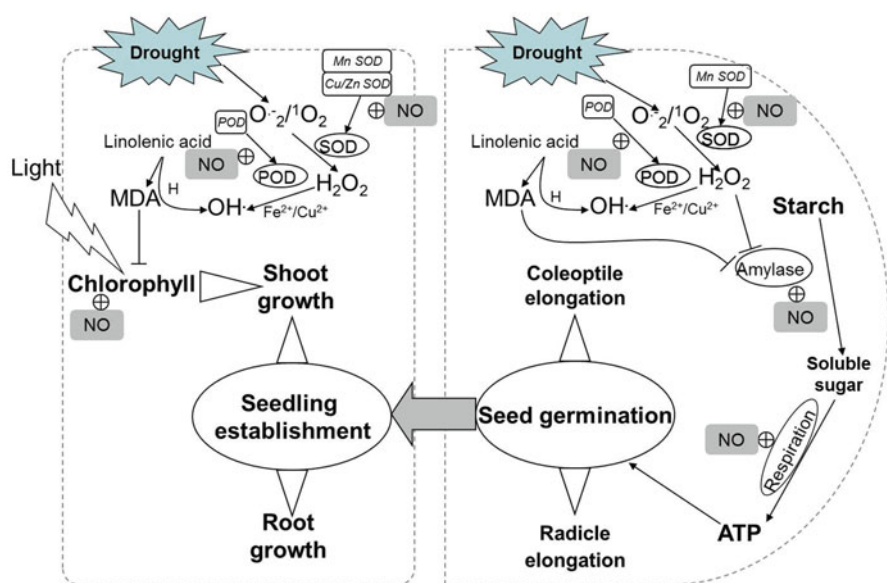 Drought
Mn SOD
Cu/Zn SOD
NO
O·-2/1O2
POD
Linolenic acid
NO
SOD
POD
H2O2
Light
H
MDA
OH·
Fe2+/Cu2+
Chlorophyll
NO
Shoot
growth
Seedling
establishment
Root
growth
Drought
Mn SOD
NO
O·-2/1O2
POD
Linolenic acid
NO
SOD
POD
H2O2
H
MDA
OH·
Fe2+/Cu2+
Starch
Amylase
NO
Coleoptile
elongation
Soluble
sugar
Seed germination
NO
Respiration
ATP
Radicle
elongation